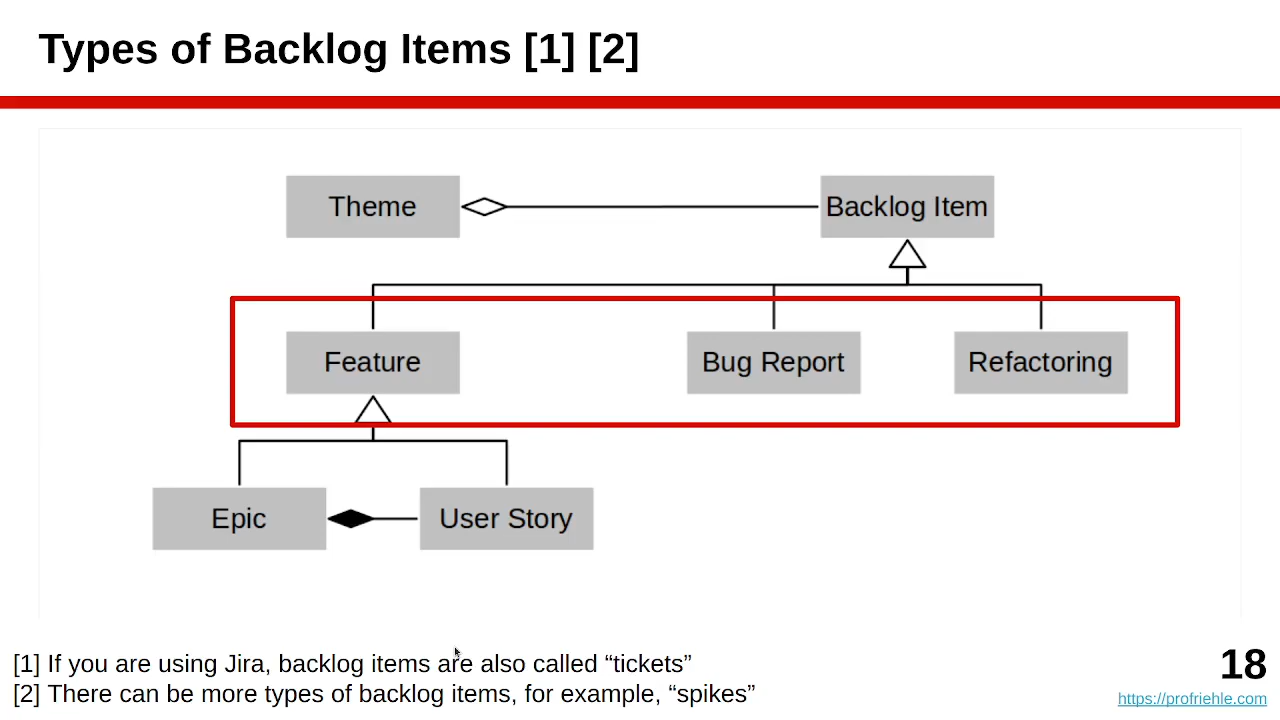 Types of Backlog Items [1] [2]
Theme
Backlog Item
Feature
Bug Report
Refactoring
Epic
User Story
[1] If you are using Jira, backlog items are also called “tickets”
[2] There can be more types of backlog items, for example, “spikes”
18
https://profriehle.com